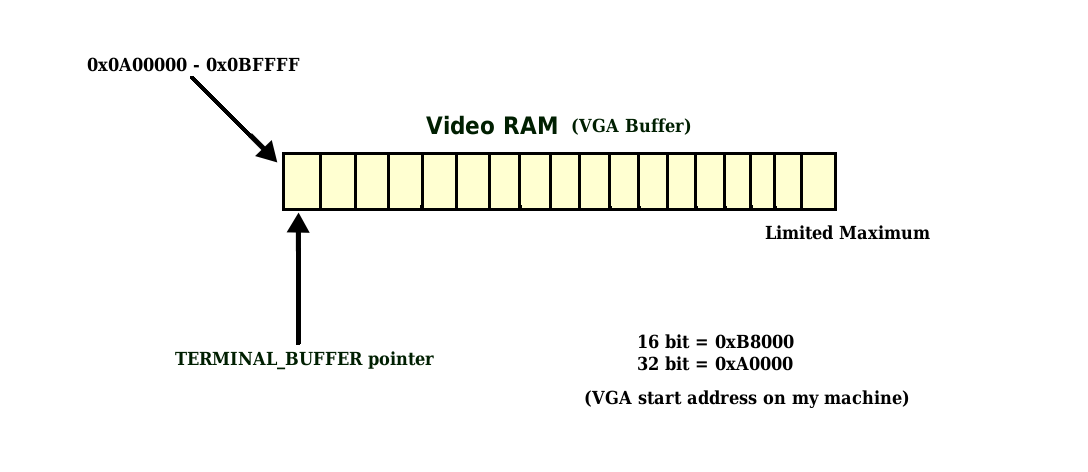 0x0A00000 - 0x0BFFFF
Video RAM (VGA Buffer)
Limited Maximum
16 bit = 0xB8000
TERMINAL_BUFFER pointer
32 bit = 0xA0000
(VGA start address on my machine)